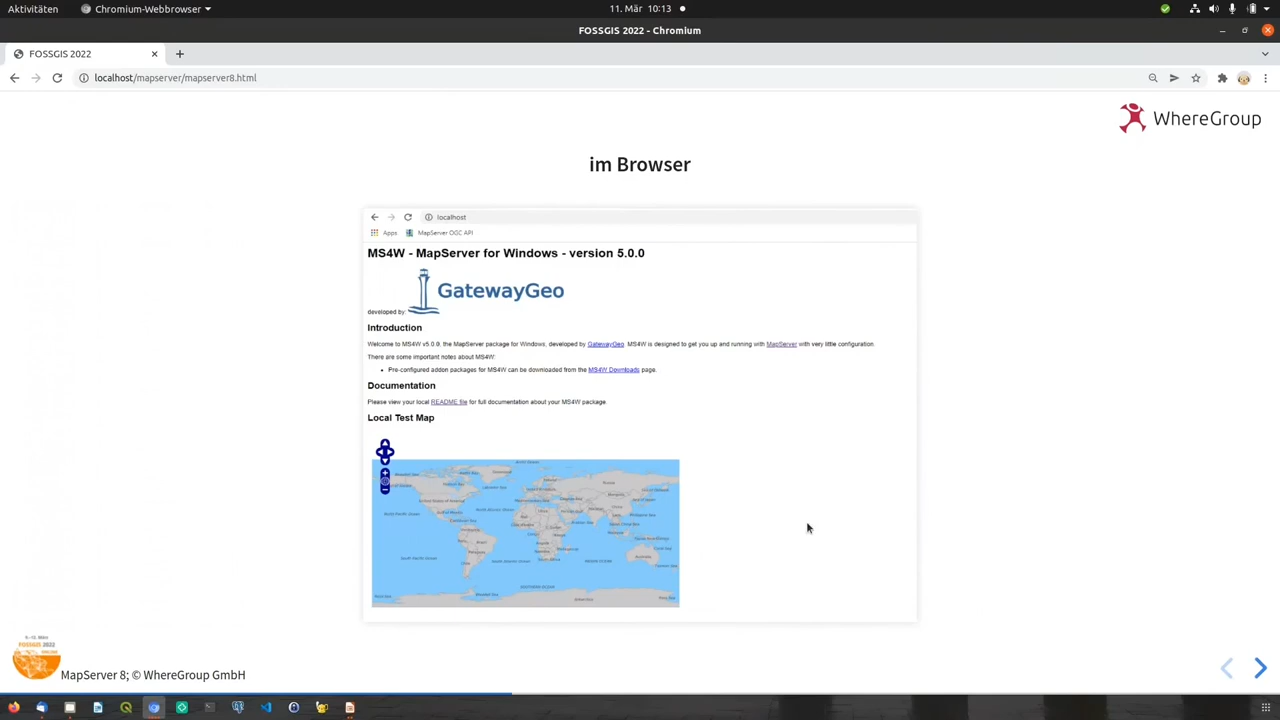 Aktivitäten
Chromium-Webbrowser
11. Mär 10:13
FOSSGIS 2022 - Chromium
FOSSGIS 2022
localhost/mapserver/mapserver8.html
WhereGroup
im Browser
localhost
Apps
MapServer OGC API
MS4W - MapServer for Windows - version 5.0.0
developed by:
GatewayGeo
Introduction
Welcome to MS4W v5.0.0, the MapServer package for Windows, developed by GatewayGeo. MS4W is designed to get you up and running with MapServer with very little configuration.
There are some important notes about MS4W:
Pre-configured addon packages for MS4W can be downloaded from the MS4W Downloads page.
Documentation
Please view your local README file for full documentation about your MS4W package
Local Test Map
FOSSGIS 2022
MapServer 8; © WhereGroup GmbH